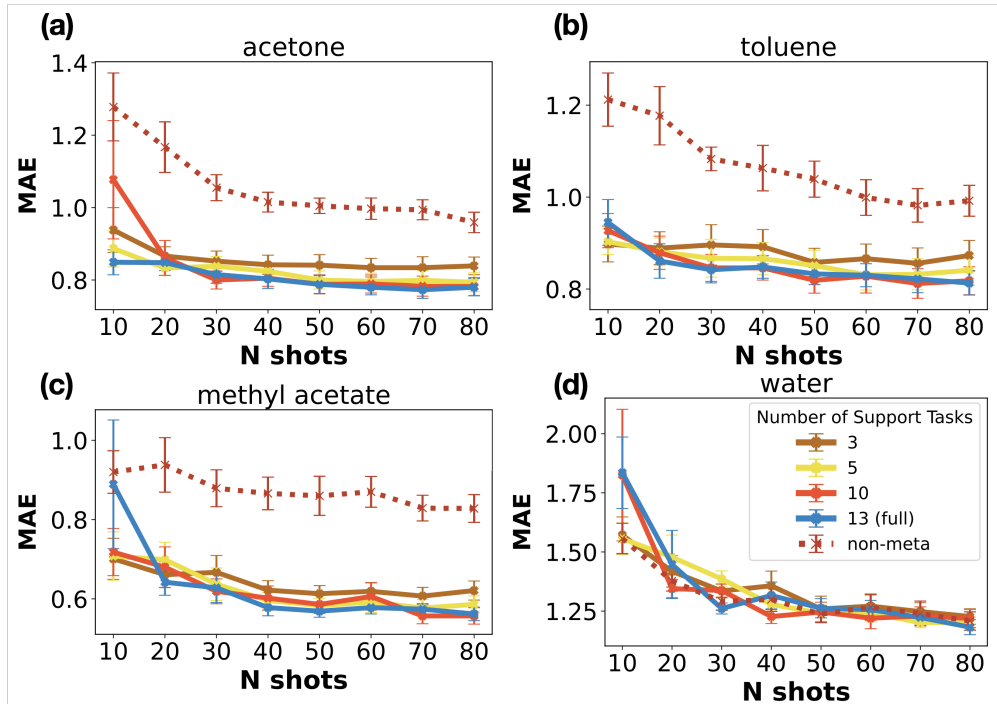 (a)
acetone
MAE
1.4
1.2
1.0
0.8
10 20 30 40 50 60 70 80
N shots
(b)
toluene
MAE
1.2
1.0
0.8
10 20 30 40 50 60 70 80
N shots
(c)
methyl acetate
MAE
1.0
0.8
0.6
10 20 30 40 50 60 70 80
N shots
(d)
water
MAE
2.00
1.75
1.50
1.25
10 20 30 40 50 60 70 80
N shots
Number of Support Tasks
3
5
10
13 (full)
non-meta